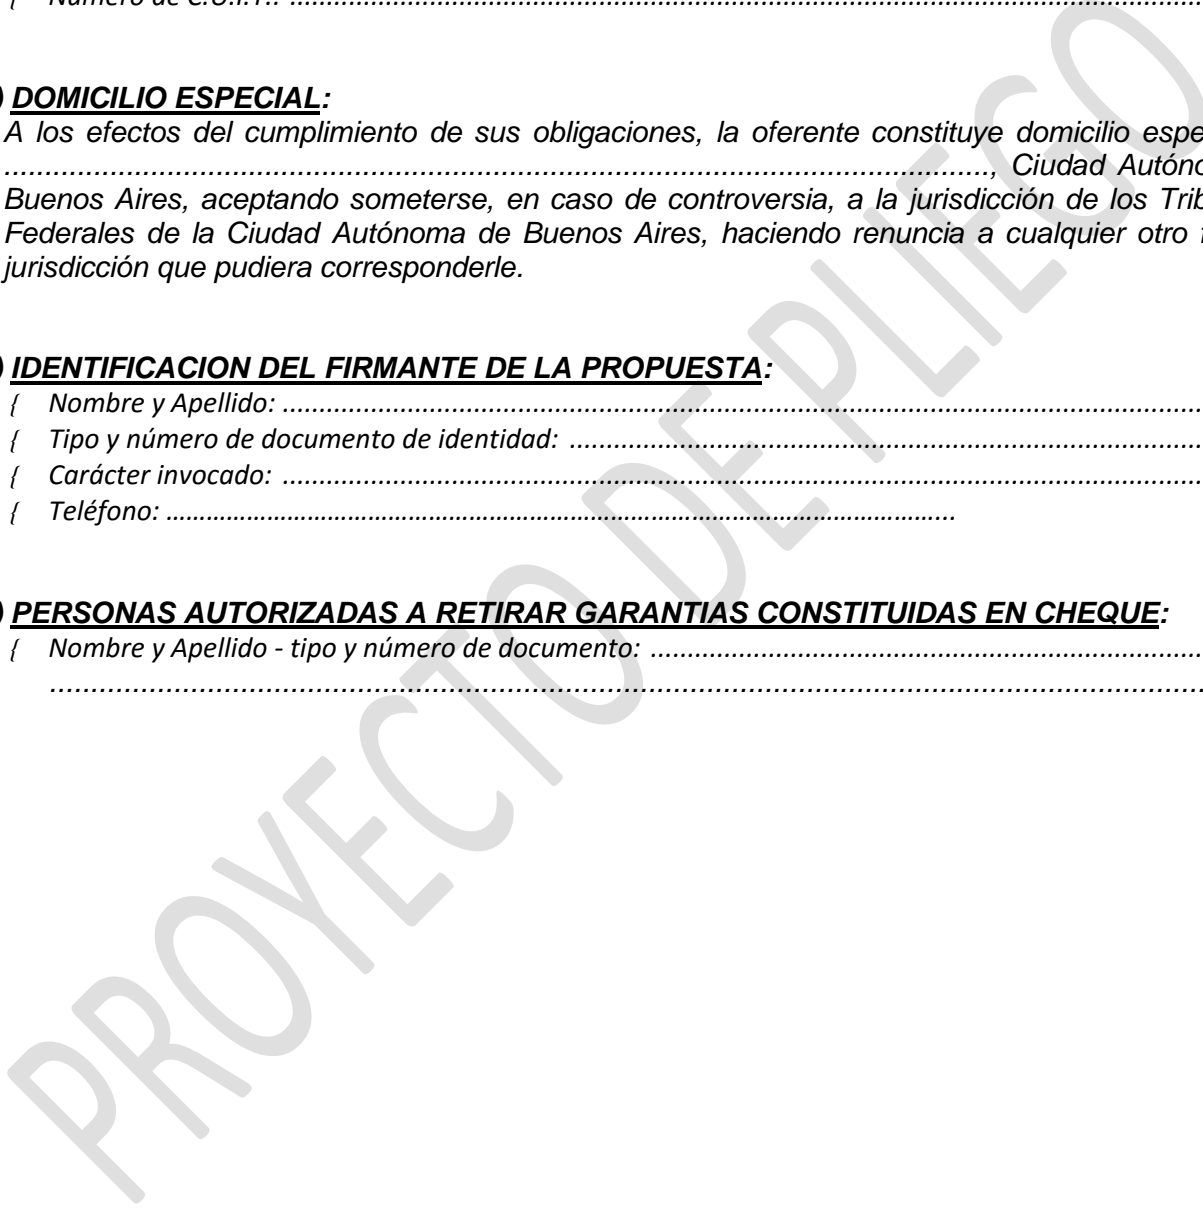 { Número de C.U.I.T.: ........................................................................................................
) DOMICILIO ESPECIAL:
A los efectos del cumplimiento de sus obligaciones, la oferente constituye domicilio espe
........................................................................................................................, Ciudad Autóno
Buenos Aires, aceptando someterse, en caso de controversia, a la jurisdicción de los Trib
Federales de la Ciudad Autónoma de Buenos Aires, haciendo renuncia a cualquier otro f
jurisdicción que pudiera corresponderle.
) IDENTIFICACION DEL FIRMANTE DE LA PROPUESTA:
{ Nombre y Apellido: ........................................................................................................
{ Tipo y número de documento de identidad: ........................................................................
{ Carácter invocado: ........................................................................................................
{ Teléfono: ....................................................................................................
) PERSONAS AUTORIZADAS A RETIRAR GARANTIAS CONSTITUIDAS EN CHEQUE:
{ Nombre y Apellido - tipo y número de documento: ................................................................
........................................................................................................................
PROYECTO DE PLIEGO